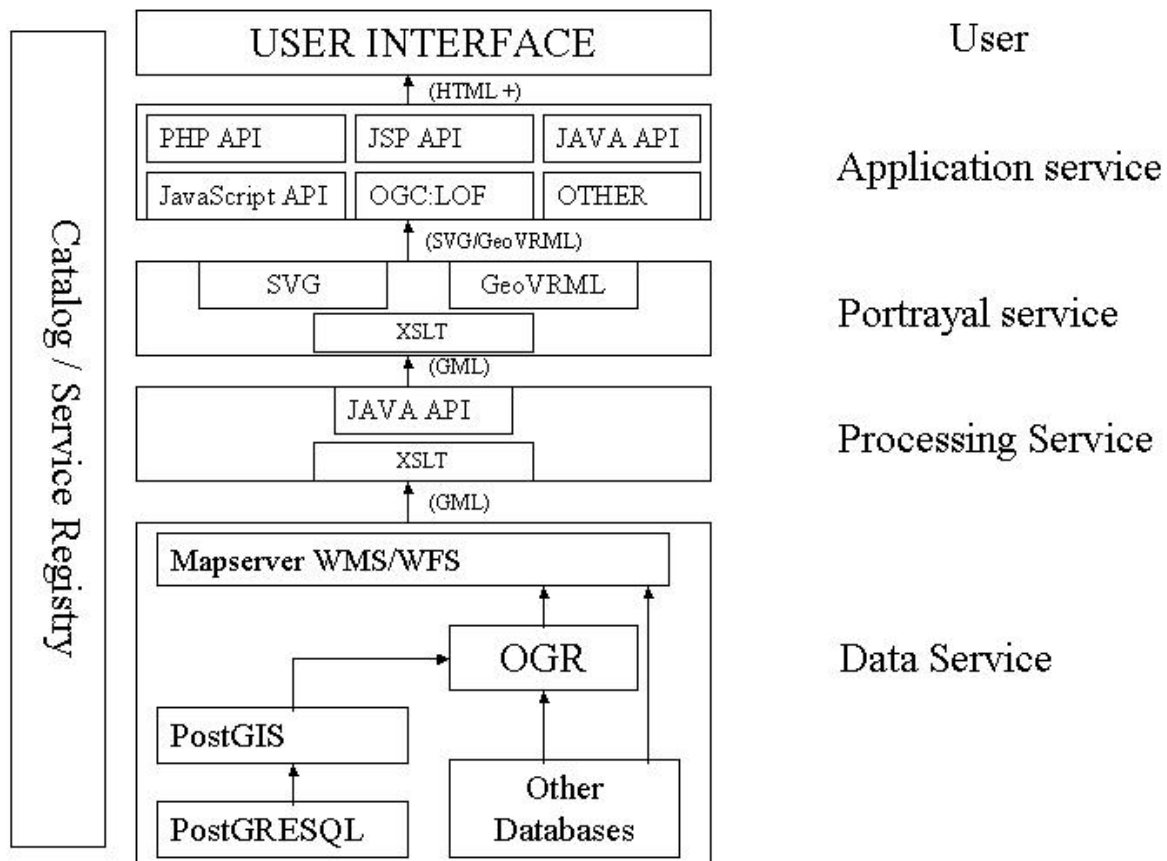 USER INTERFACE
User
(HTML +)
PHP API
JSP API
JAVA API
JavaScript API
OGC:LOF
OTHER
Application service
(SVG/GeoVRML)
SVG
GeoVRML
XSLT
Portrayal service
(GML)
JAVA API
XSLT
Processing Service
(GML)
Mapserver WMS/WFS
OGR
PostGIS
Other
Databases
PostGRESQL
Data Service
Catalog / Service Registry